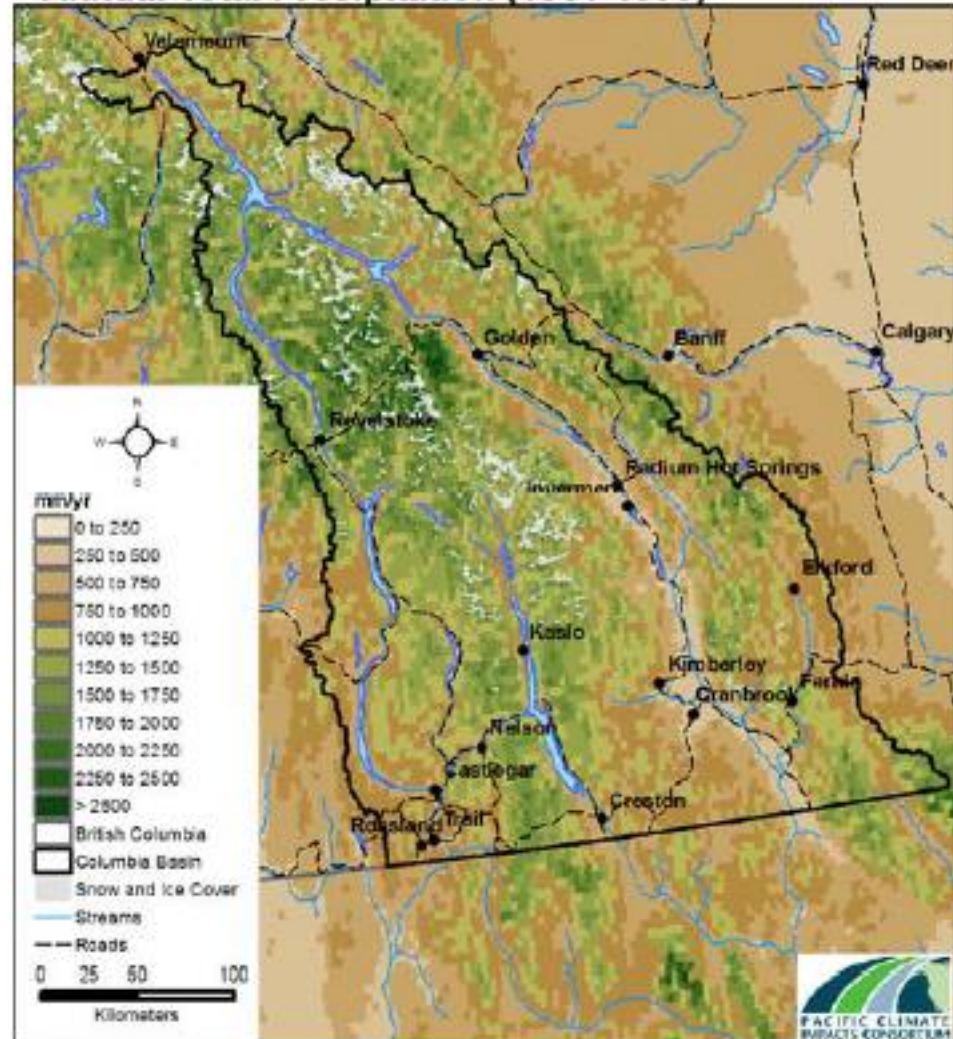 Valemount
Red Deer
Golden
Banff
Calgary
Revelstoke
Radium Hot Springs
Elkford
Kaslo
Kimberley
Cranbrook
Fernie
Nelson
Castlegar
Creston
Rossland
Trail
N
W
E
S
mm/yr
0 to 250
250 to 500
500 to 750
750 to 1000
1000 to 1250
1250 to 1500
1500 to 1750
1750 to 2000
2000 to 2250
2250 to 2500
> 2500
British Columbia
Columbia Basin
Snow and Ice Cover
Streams
Roads
0 25 50 100
Kilometers
PACIFIC CLIMATE
IMPACTS CONSORTIUM